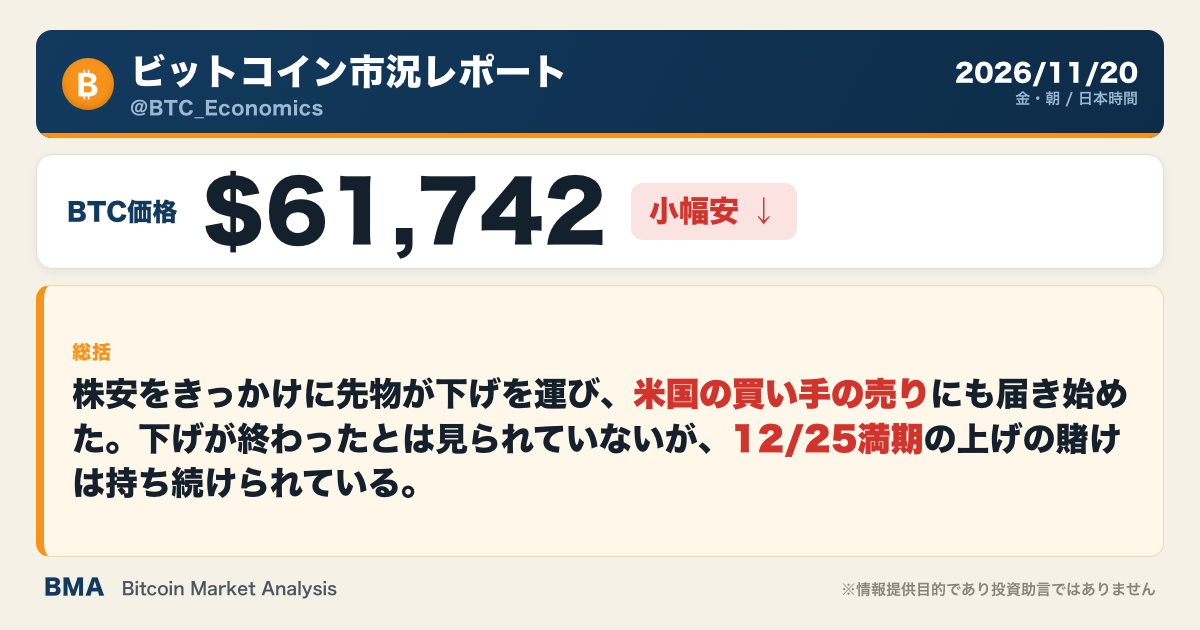 ビットコイン市況レポート
@BTC_Economics
2026/11/20
金・朝 / 日本時間
BTC価格 $61,742 小幅安 ↓
総括
株安をきっかけに先物が下げを運び、米国の買い手の売りにも届き始め
た。下げが終わったとは見られていないが、12/25満期の上げの賭け
は持ち続けられている。
BMA Bitcoin Market Analysis
※情報提供目的であり投資助言ではありません